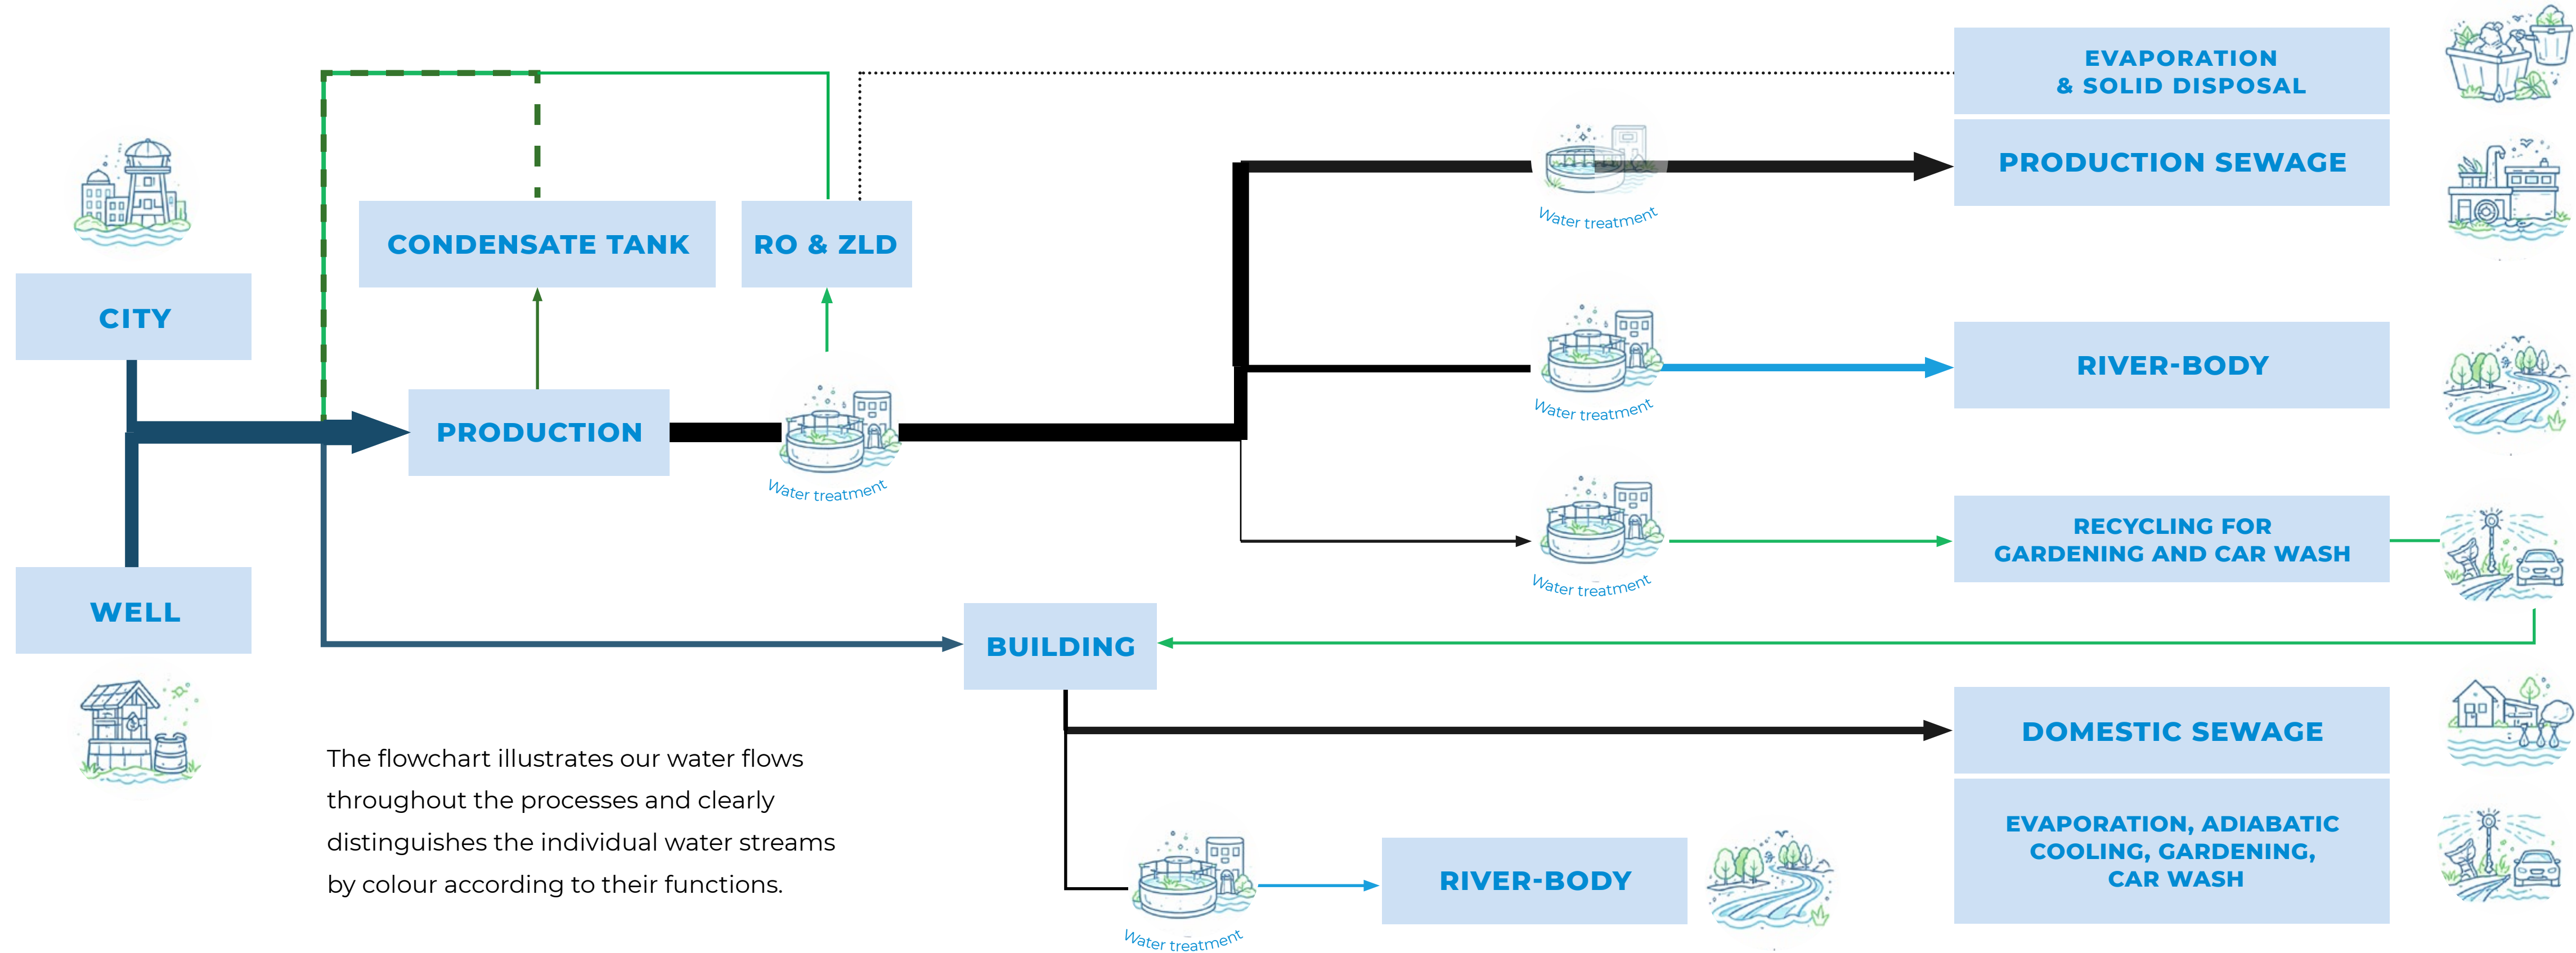 EVAPORATION
& SOLID DISPOSAL
PRODUCTION SEWAGE
Water treatment
CONDENSATE TANK
RO & ZLD
CITY
RIVER-BODY
Water treatment
PRODUCTION
Water treatment
RECYCLING FOR
GARDENING AND CAR WASH
Water treatment
WELL
BUILDING
DOMESTIC SEWAGE
The flowchart illustrates our water flows
throughout the processes and clearly
distinguishes the individual water streams
by colour according to their functions.
EVAPORATION, ADIABATIC
COOLING, GARDENING,
CAR WASH
RIVER-BODY
Water treatment